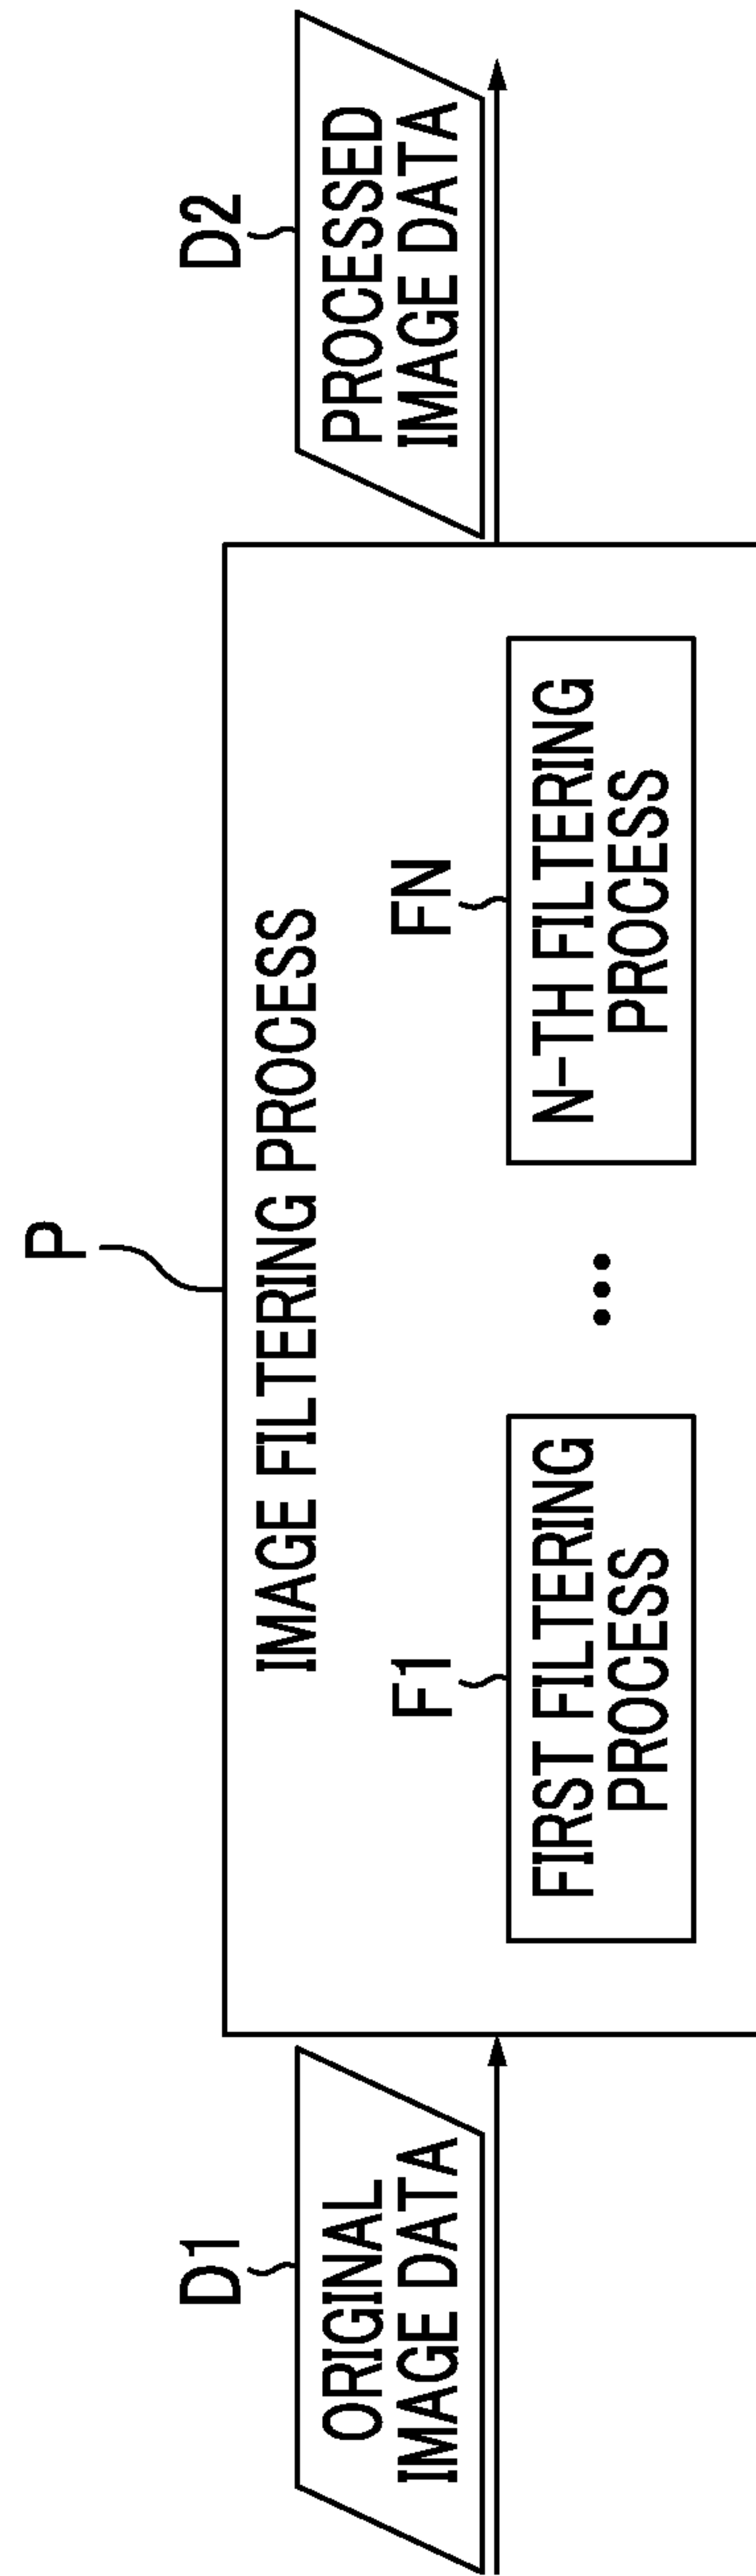 P
D1
ORIGINAL
IMAGE DATA
IMAGE FILTERING PROCESS
F1
FIRST FILTERING
PROCESS
...
FN
N-TH FILTERING
PROCESS
D2
PROCESSED
IMAGE DATA